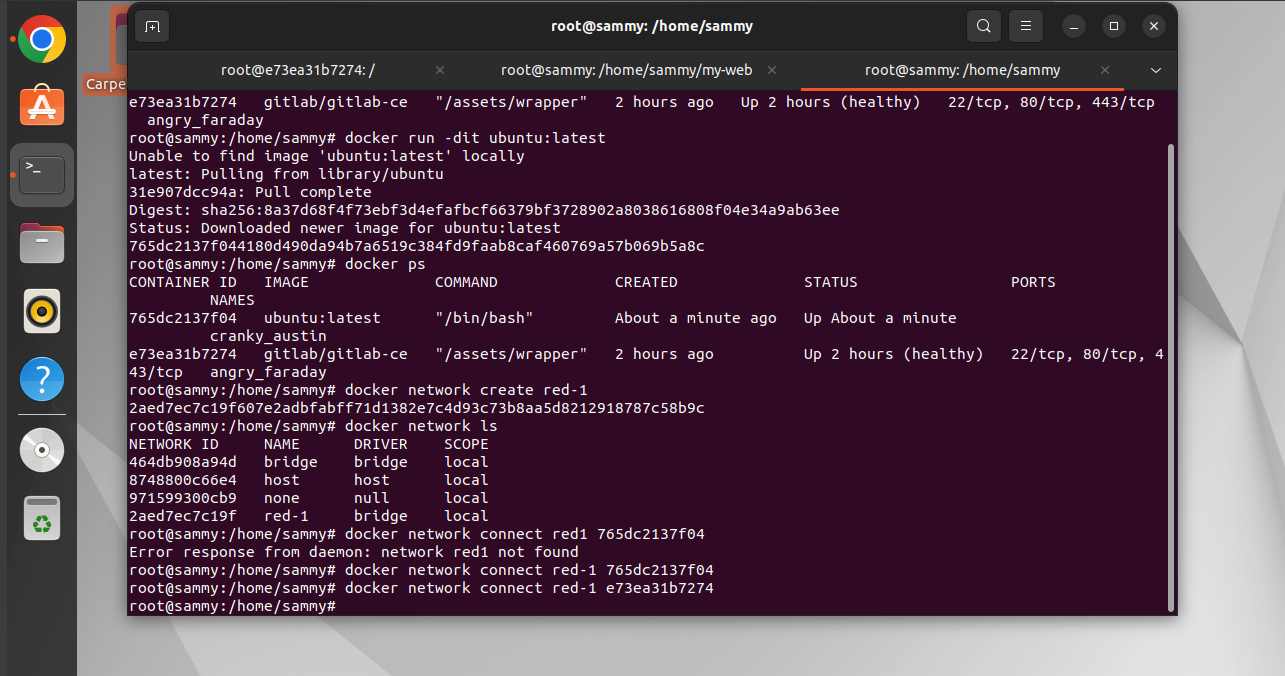 root@sammy: /home/sammy
root@e73ea31b7274: /
root@sammy: /home/sammy/my-web
root@sammy: /home/sammy
Carpe
e73ea31b7274   gitlab/gitlab-ce   "/assets/wrapper"   2 hours ago   Up 2 hours (healthy)   22/tcp, 80/tcp, 443/tcp
angry_faraday
root@sammy:/home/sammy# docker run -dit ubuntu:latest
Unable to find image 'ubuntu:latest' locally
latest: Pulling from library/ubuntu
31e907dcc94a: Pull complete
Digest: sha256:8a37d68f4f73ebf3d4efafbcf66379bf3728902a8038616808f04e34a9ab63ee
Status: Downloaded newer image for ubuntu:latest
765dc2137f044180d490da94b7a6519c384fd9faab8caf460769a57b069b5a8c
root@sammy:/home/sammy# docker ps
CONTAINER ID   IMAGE              COMMAND             CREATED              STATUS                 PORTS
NAMES
765dc2137f04   ubuntu:latest      "/bin/bash"         About a minute ago   Up About a minute
cranky_austin
e73ea31b7274   gitlab/gitlab-ce   "/assets/wrapper"   2 hours ago          Up 2 hours (healthy)   22/tcp, 80/tcp, 4
43/tcp   angry_faraday
root@sammy:/home/sammy# docker network create red-1
2aed7ec7c19f607e2adbfabff71d1382e7c4d93c73b8aa5d8212918787c58b9c
root@sammy:/home/sammy# docker network ls
NETWORK ID     NAME      DRIVER    SCOPE
464db908a94d   bridge    bridge    local
8748800c66e4   host      host      local
971599300cb9   none      null      local
2aed7ec7c19f   red-1     bridge    local
root@sammy:/home/sammy# docker network connect red1 765dc2137f04
Error response from daemon: network red1 not found
root@sammy:/home/sammy# docker network connect red-1 765dc2137f04
root@sammy:/home/sammy# docker network connect red-1 e73ea31b7274
root@sammy:/home/sammy#